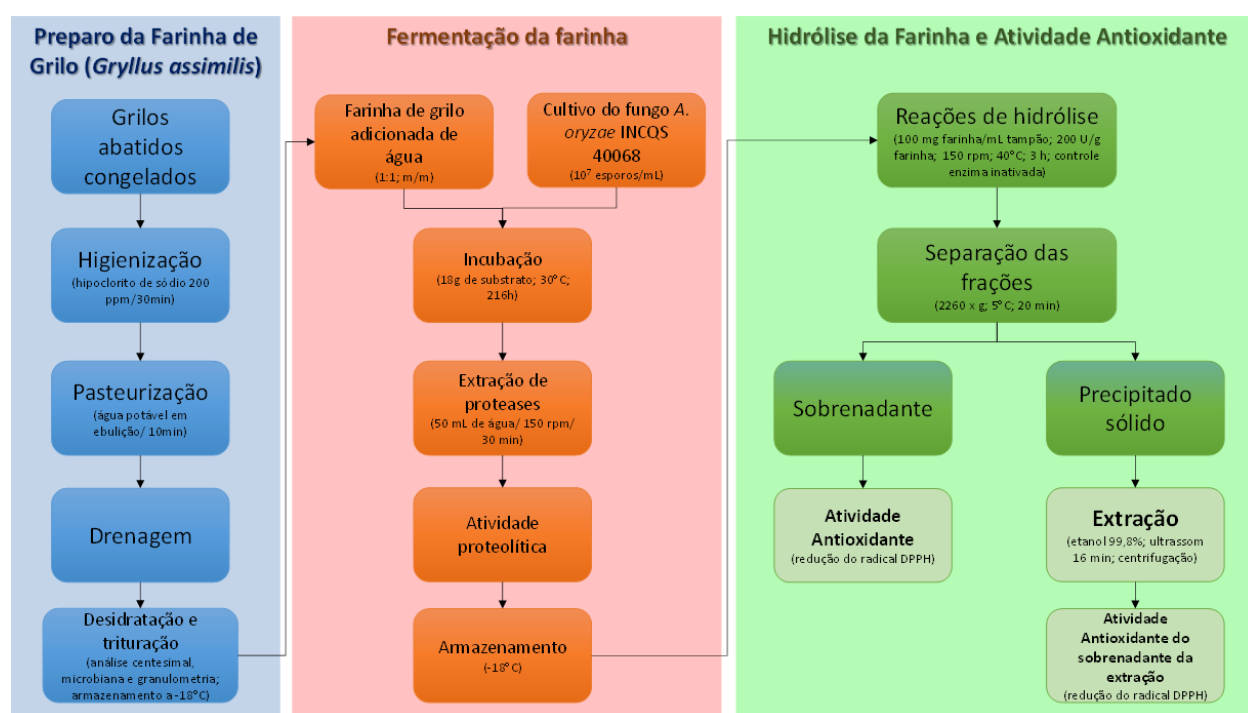 Preparo da Farinha de
Grilo (Gryllus assimilis)
Grilos
abatidos
congelados
Higienização
(hipoclorito de sódio 200
ppm/30min)
Pasteurização
(água potável em
ebulição/ 10min)
Drenagem
Desidratação e
trituração
(análise centesimal,
microbiana e granulometria;
armazenamento a -18°C)
Fermentação da farinha
Farinha de grilo
adicionada de
água
(1:1; m/m)
Cultivo do fungo A.
oryzae INCQS
40068
(10⁷ esporos/mL)
Incubação
(18g de substrato; 30°C;
216h)
Extração de
proteases
(50 mL de água/ 150 rpm/
30 min)
Atividade
proteolítica
Armazenamento
(-18°C)
Hidrólise da Farinha e Atividade Antioxidante
Reações de hidrólise
(100 mg farinha/mL tampão; 200 U/g
farinha; 150 rpm; 40°C; 3 h; controle
enzima inativada)
Separação das
frações
(2260 x g; 5°C; 20 min)
Sobrenadante
Precipitado
sólido
Atividade
Antioxidante
(redução do radical DPPH)
Extração
(etanol 99,8%; ultrassom
16 min; centrifugação)
Atividade
Antioxidante do
sobrenadante da
extração
(redução do radical DPPH)